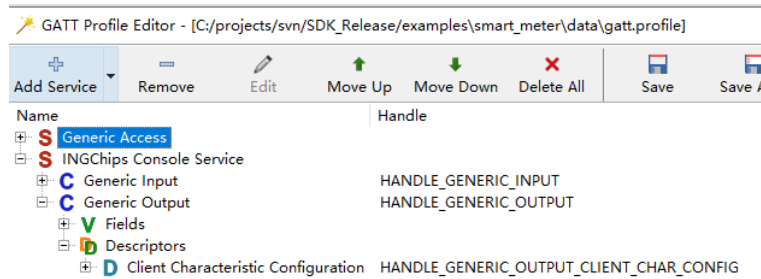 GATT Profile Editor - [C:/projects/svn/SDK_Release/examples\smart_meter\data\gatt.profile]
Add Service Remove Edit Move Up Move Down Delete All Save Save
Name Handle
S Generic Access
S INGChips Console Service
C Generic Input HANDLE_GENERIC_INPUT
C Generic Output HANDLE_GENERIC_OUTPUT
V Fields
D Descriptors
D Client Characteristic Configuration HANDLE_GENERIC_OUTPUT_CLIENT_CHAR_CONFIG